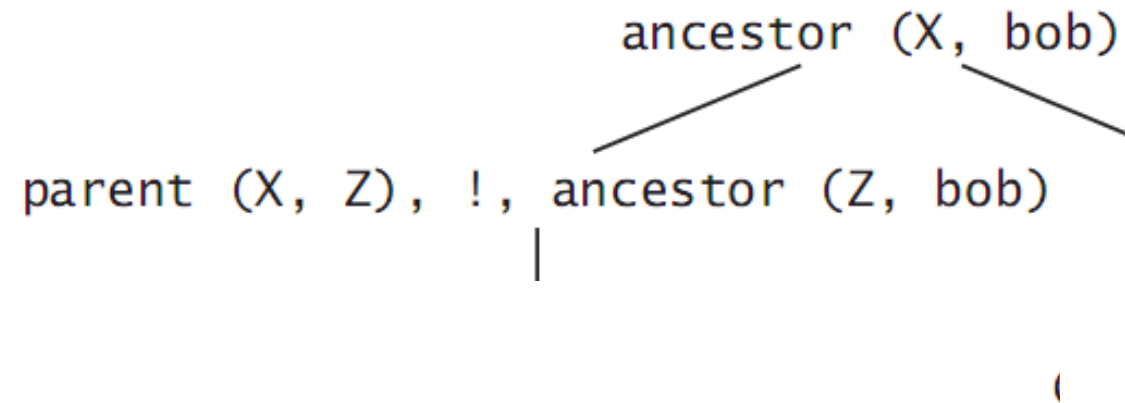 ancestor (X, bob)
parent (X, Z), !, ancestor (Z, bob)